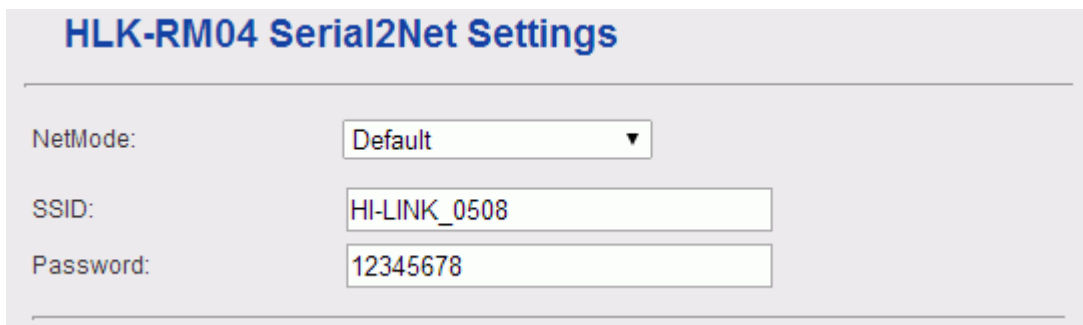 HLK-RM04 Serial2Net Settings
NetMode: Default
SSID: HI-LINK_0508
Password: 12345678